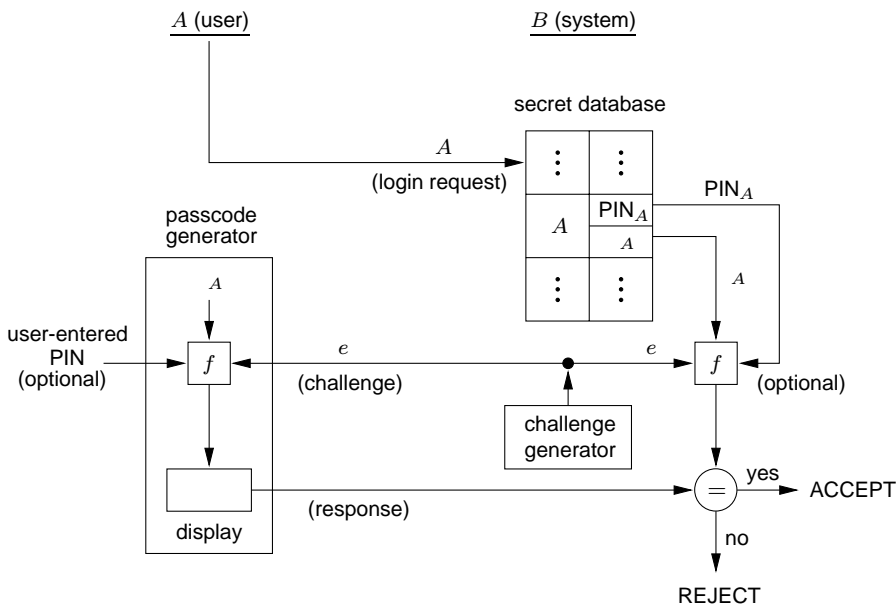 A (user)
B (system)
secret database
A
(login request)
⋮ ⋮
PIN_A
A
PIN_A
A
⋮ ⋮
A
passcode
generator
A
user-entered
PIN
(optional)
f
e
(challenge)
e
f
(optional)
challenge
generator
display
(response)
=
yes
ACCEPT
no
REJECT